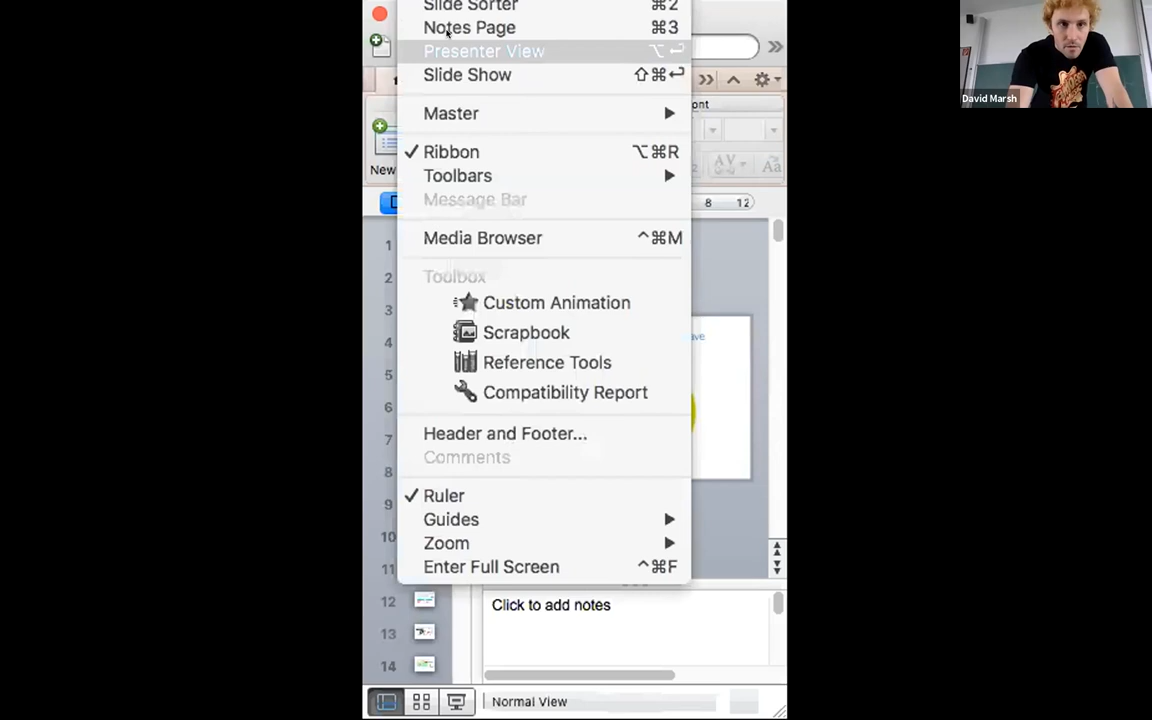 Slide Sorter ⌘2
Notes Page ⌘3
Presenter View ⌥↩
Slide Show ⇧⌘↩
David Marsh
Master
ont
Ribbon ⌥⌘R
New
Toolbars
Message Bar
8 12
Media Browser ^⌘M
1
2
Toolbox
3
Custom Animation
Scrapbook
ave
4
Reference Tools
5
Compatibility Report
6
Header and Footer...
7
Comments
8
Ruler
9
Guides
10
Zoom
11
Enter Full Screen ^⌘F
12
Click to add notes
13
14
Normal View